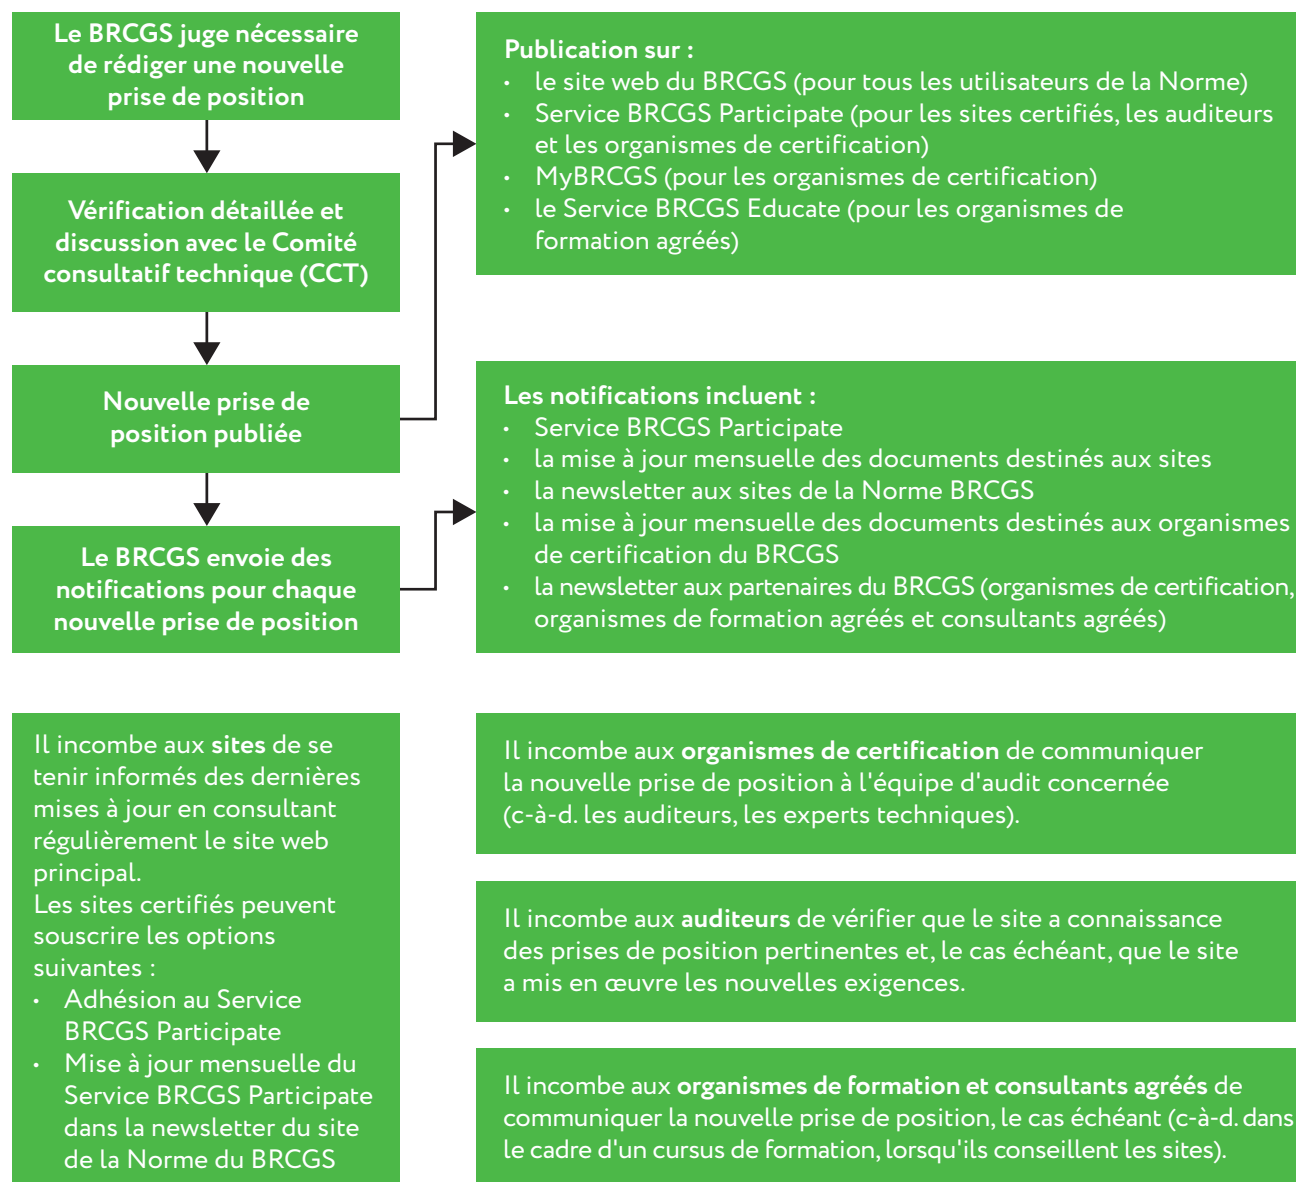 Le BRCGS juge nécessaire
de rédiger une nouvelle
prise de position
Vérification détaillée et
discussion avec le Comité
consultatif technique (CCT)
Nouvelle prise de
position publiée
Le BRCGS envoie des
notifications pour chaque
nouvelle prise de position
Publication sur :
• le site web du BRCGS (pour tous les utilisateurs de la Norme)
• Service BRCGS Participate (pour les sites certifiés, les auditeurs
et les organismes de certification)
• MyBRCGS (pour les organismes de certification)
• le Service BRCGS Educate (pour les organismes de
formation agréés)
Les notifications incluent :
• Service BRCGS Participate
• la mise à jour mensuelle des documents destinés aux sites
• la newsletter aux sites de la Norme BRCGS
• la mise à jour mensuelle des documents destinés aux organismes
de certification du BRCGS
• la newsletter aux partenaires du BRCGS (organismes de certification,
organismes de formation agréés et consultants agréés)
Il incombe aux sites de se
tenir informés des dernières
mises à jour en consultant
régulièrement le site web
principal.
Les sites certifiés peuvent
souscrire les options
suivantes :
• Adhésion au Service
BRCGS Participate
• Mise à jour mensuelle du
Service BRCGS Participate
dans la newsletter du site
de la Norme du BRCGS
Il incombe aux organismes de certification de communiquer
la nouvelle prise de position à l'équipe d'audit concernée
(c-à-d. les auditeurs, les experts techniques).
Il incombe aux auditeurs de vérifier que le site a connaissance
des prises de position pertinentes et, le cas échéant, que le site
a mis en œuvre les nouvelles exigences.
Il incombe aux organismes de formation et consultants agréés de
communiquer la nouvelle prise de position, le cas échéant (c-à-d. dans
le cadre d'un cursus de formation, lorsqu'ils conseillent les sites).